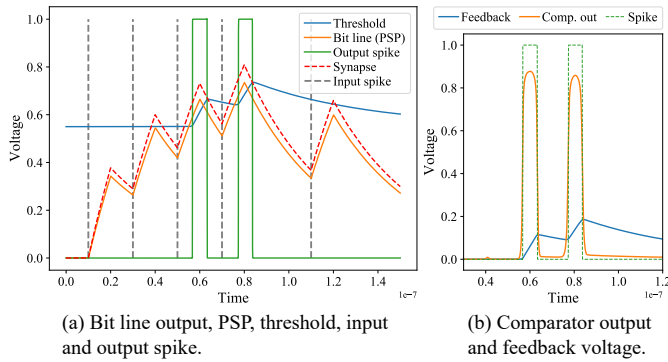 Threshold
Bit line (PSP)
Output spike
Synapse
Input spike
1.0
0.8
0.6
0.4
0.2
0.0
Voltage
0.0 0.2 0.4 0.6 0.8 1.0 1.2 1.4
1e−7
Time
(a) Bit line output, PSP, threshold, input
and output spike.
Feedback Comp. out Spike
1.0
0.8
0.6
0.4
0.2
0.0
Voltage
0.4 0.6 0.8 1.0 1.2
1e−7
Time
(b) Comparator output
and feedback voltage.